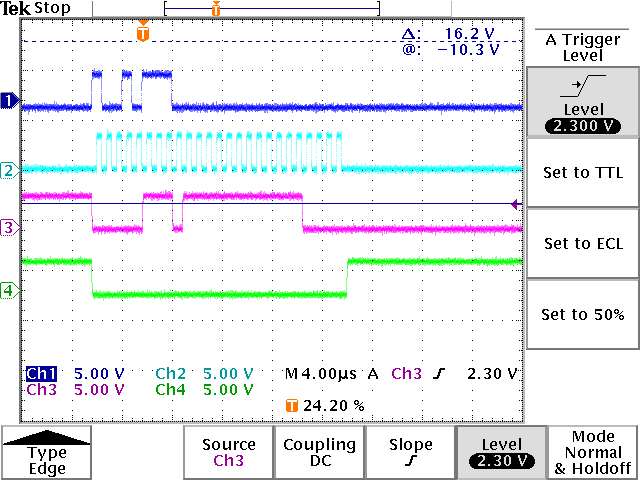 Tek Stop
T
T
Δ: 16.2 V
@: −10.3 V
A Trigger
Level
Level
2.300 V
Set to TTL
Set to ECL
Set to 50%
1
2
3
4
Ch1 5.00 V Ch2 5.00 V M 4.00μs A Ch3 2.30 V
Ch3 5.00 V Ch4 5.00 V
T 24.20 %
Type
Edge
Source
Ch3
Coupling
DC
Slope
Level
2.30 V
Mode
Normal
& Holdoff